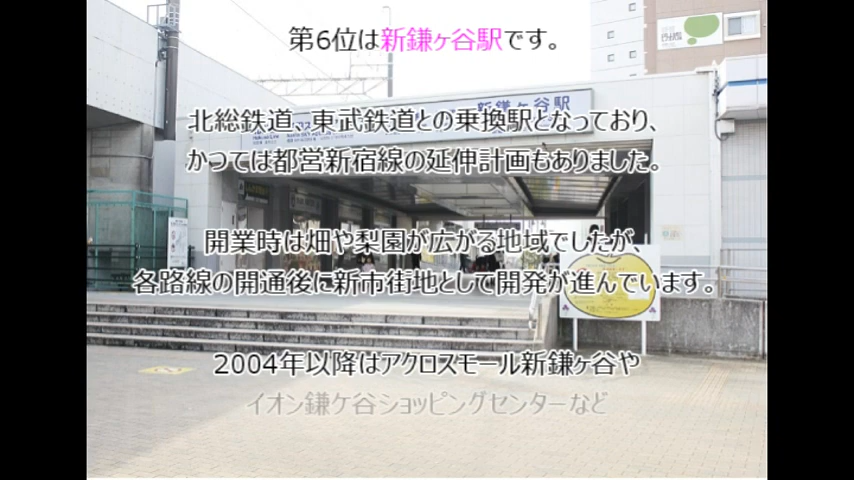 第6位は新鎌ヶ谷駅です。
新鎌ヶ谷駅
北総鉄道、東武鉄道との乗換駅となっており、
かつては都営新宿線の延伸計画もありました。
開業時は畑や梨園が広がる地域でしたが、
各路線の開通後に新市街地として開発が進んでいます。
2004年以降はアクロスモール新鎌ヶ谷や
イオン鎌ケ谷ショッピングセンターなど